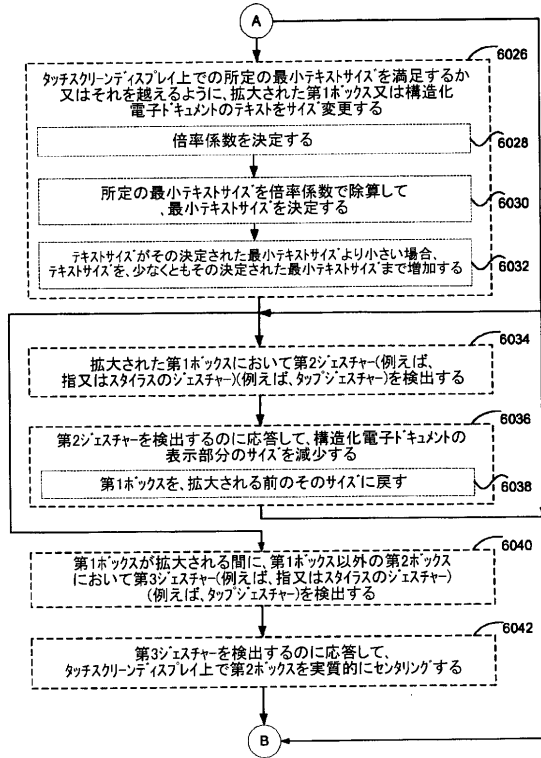 A
6026
タッチスクリーンディスプレイ上での所定の最小テキストサイズを満足するか
又はそれを越えるように、拡大された第1ボックス又は構造化
電子ドキュメントのテキストをサイズ変更する
倍率係数を決定する
6028
所定の最小テキストサイズを倍率係数で除算して
、最小テキストサイズを決定する
6030
テキストサイズがその決定された最小テキストサイズより小さい場合、
テキストサイズを、少なくともその決定された最小テキストサイズまで増加する
6032
6034
拡大された第1ボックスにおいて第2ジェスチャー(例えば、
指又はスタイラスのジェスチャー)(例えば、タップジェスチャー)を検出する
6036
第2ジェスチャーを検出するのに応答して、構造化電子ドキュメントの
表示部分のサイズを減少する
第1ボックスを、拡大される前のそのサイズに戻す
6038
6040
第1ボックスが拡大される間に、第1ボックス以外の第2ボックス
において第3ジェスチャー(例えば、指又はスタイラスのジェスチャー)
(例えば、タップジェスチャー)を検出する
6042
第3ジェスチャーを検出するのに応答して、
タッチスクリーンディスプレイ上で第2ボックスを実質的にセンタリングする
B